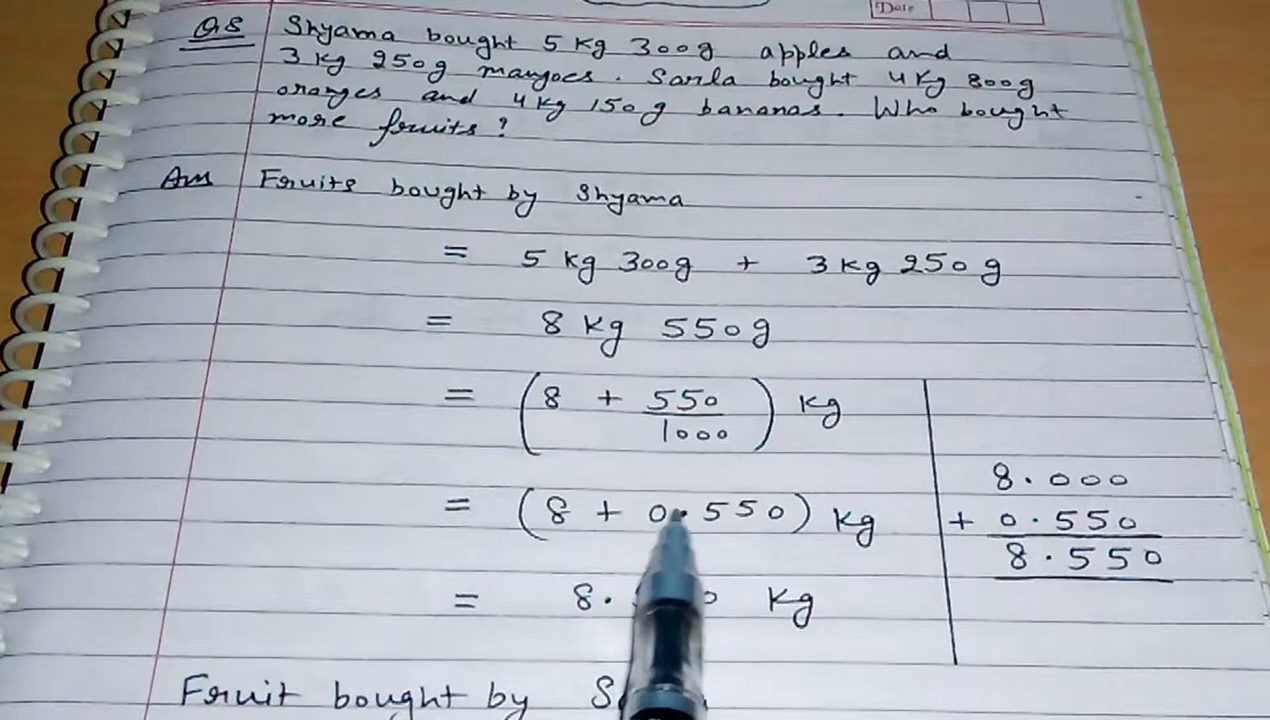 Date
Q.8 Shyama bought 5 Kg 300g apples and
3 Kg 250g mangoes. Sarla bought 4 Kg 800g
oranges and 4 Kg 150g bananas. Who bought
more fruits?
Ans Fruits bought by Shyama
= 5 Kg 300g + 3 Kg 250 g
= 8 Kg 550g
= (8 + 550/1000) Kg
= (8 + 0.550) Kg
8.000
+ 0.550
8.550
= 8. Kg
Fruit bought by